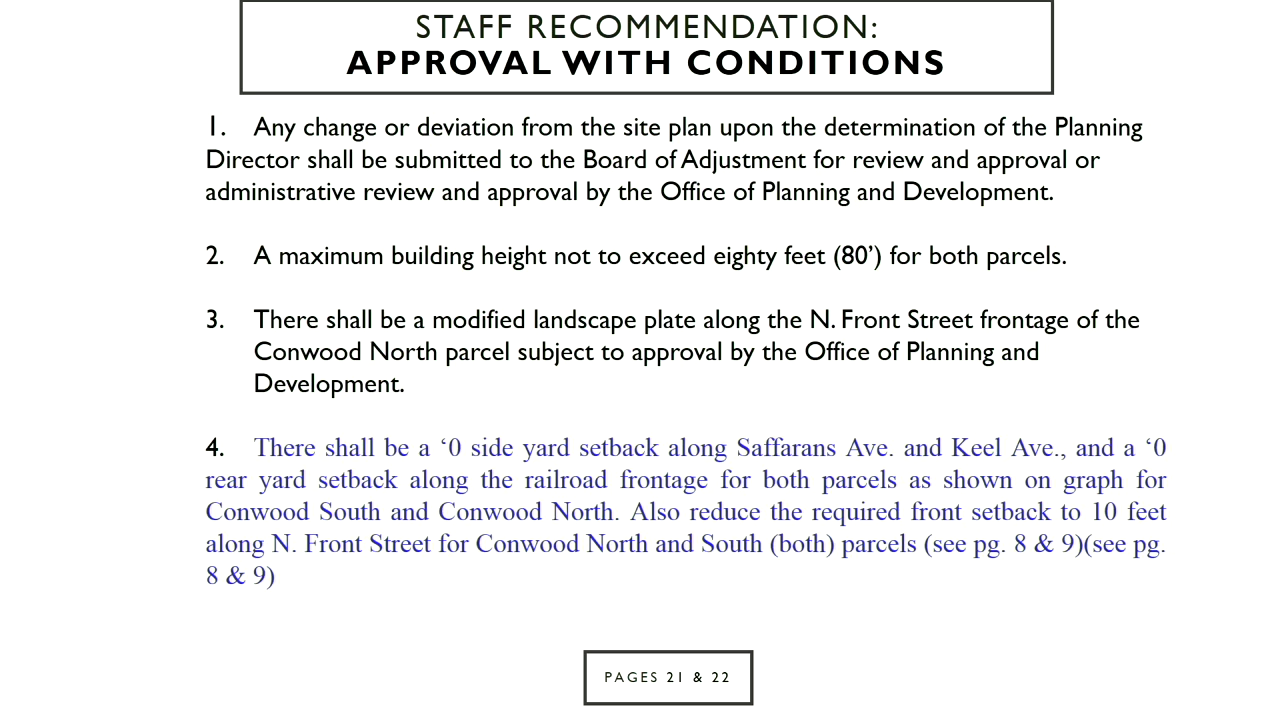 STAFF RECOMMENDATION:
APPROVAL WITH CONDITIONS
1. Any change or deviation from the site plan upon the determination of the Planning
Director shall be submitted to the Board of Adjustment for review and approval or
administrative review and approval by the Office of Planning and Development.
2. A maximum building height not to exceed eighty feet (80’) for both parcels.
3. There shall be a modified landscape plate along the N. Front Street frontage of the
Conwood North parcel subject to approval by the Office of Planning and
Development.
4. There shall be a ‘0 side yard setback along Saffarans Ave. and Keel Ave., and a ‘0
rear yard setback along the railroad frontage for both parcels as shown on graph for
Conwood South and Conwood North. Also reduce the required front setback to 10 feet
along N. Front Street for Conwood North and South (both) parcels (see pg. 8 & 9)(see pg.
8 & 9)
PAGES 21 & 22